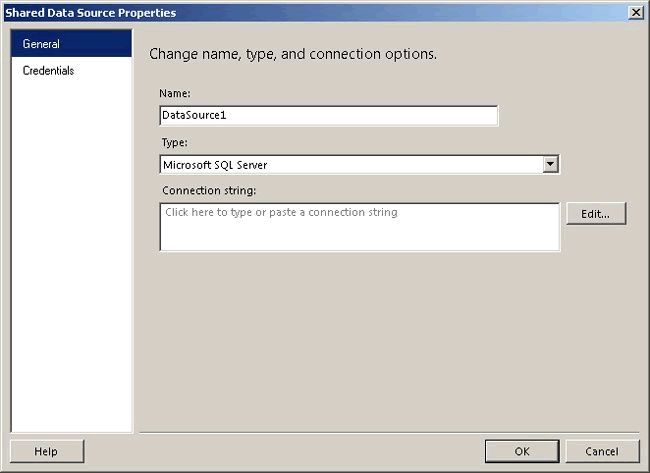 Shared Data Source Properties
General
Credentials
Change name, type, and connection options.
Name:
DataSource1
Type:
Microsoft SQL Server
Connection string:
Click here to type or paste a connection string
Edit...
Help
OK
Cancel